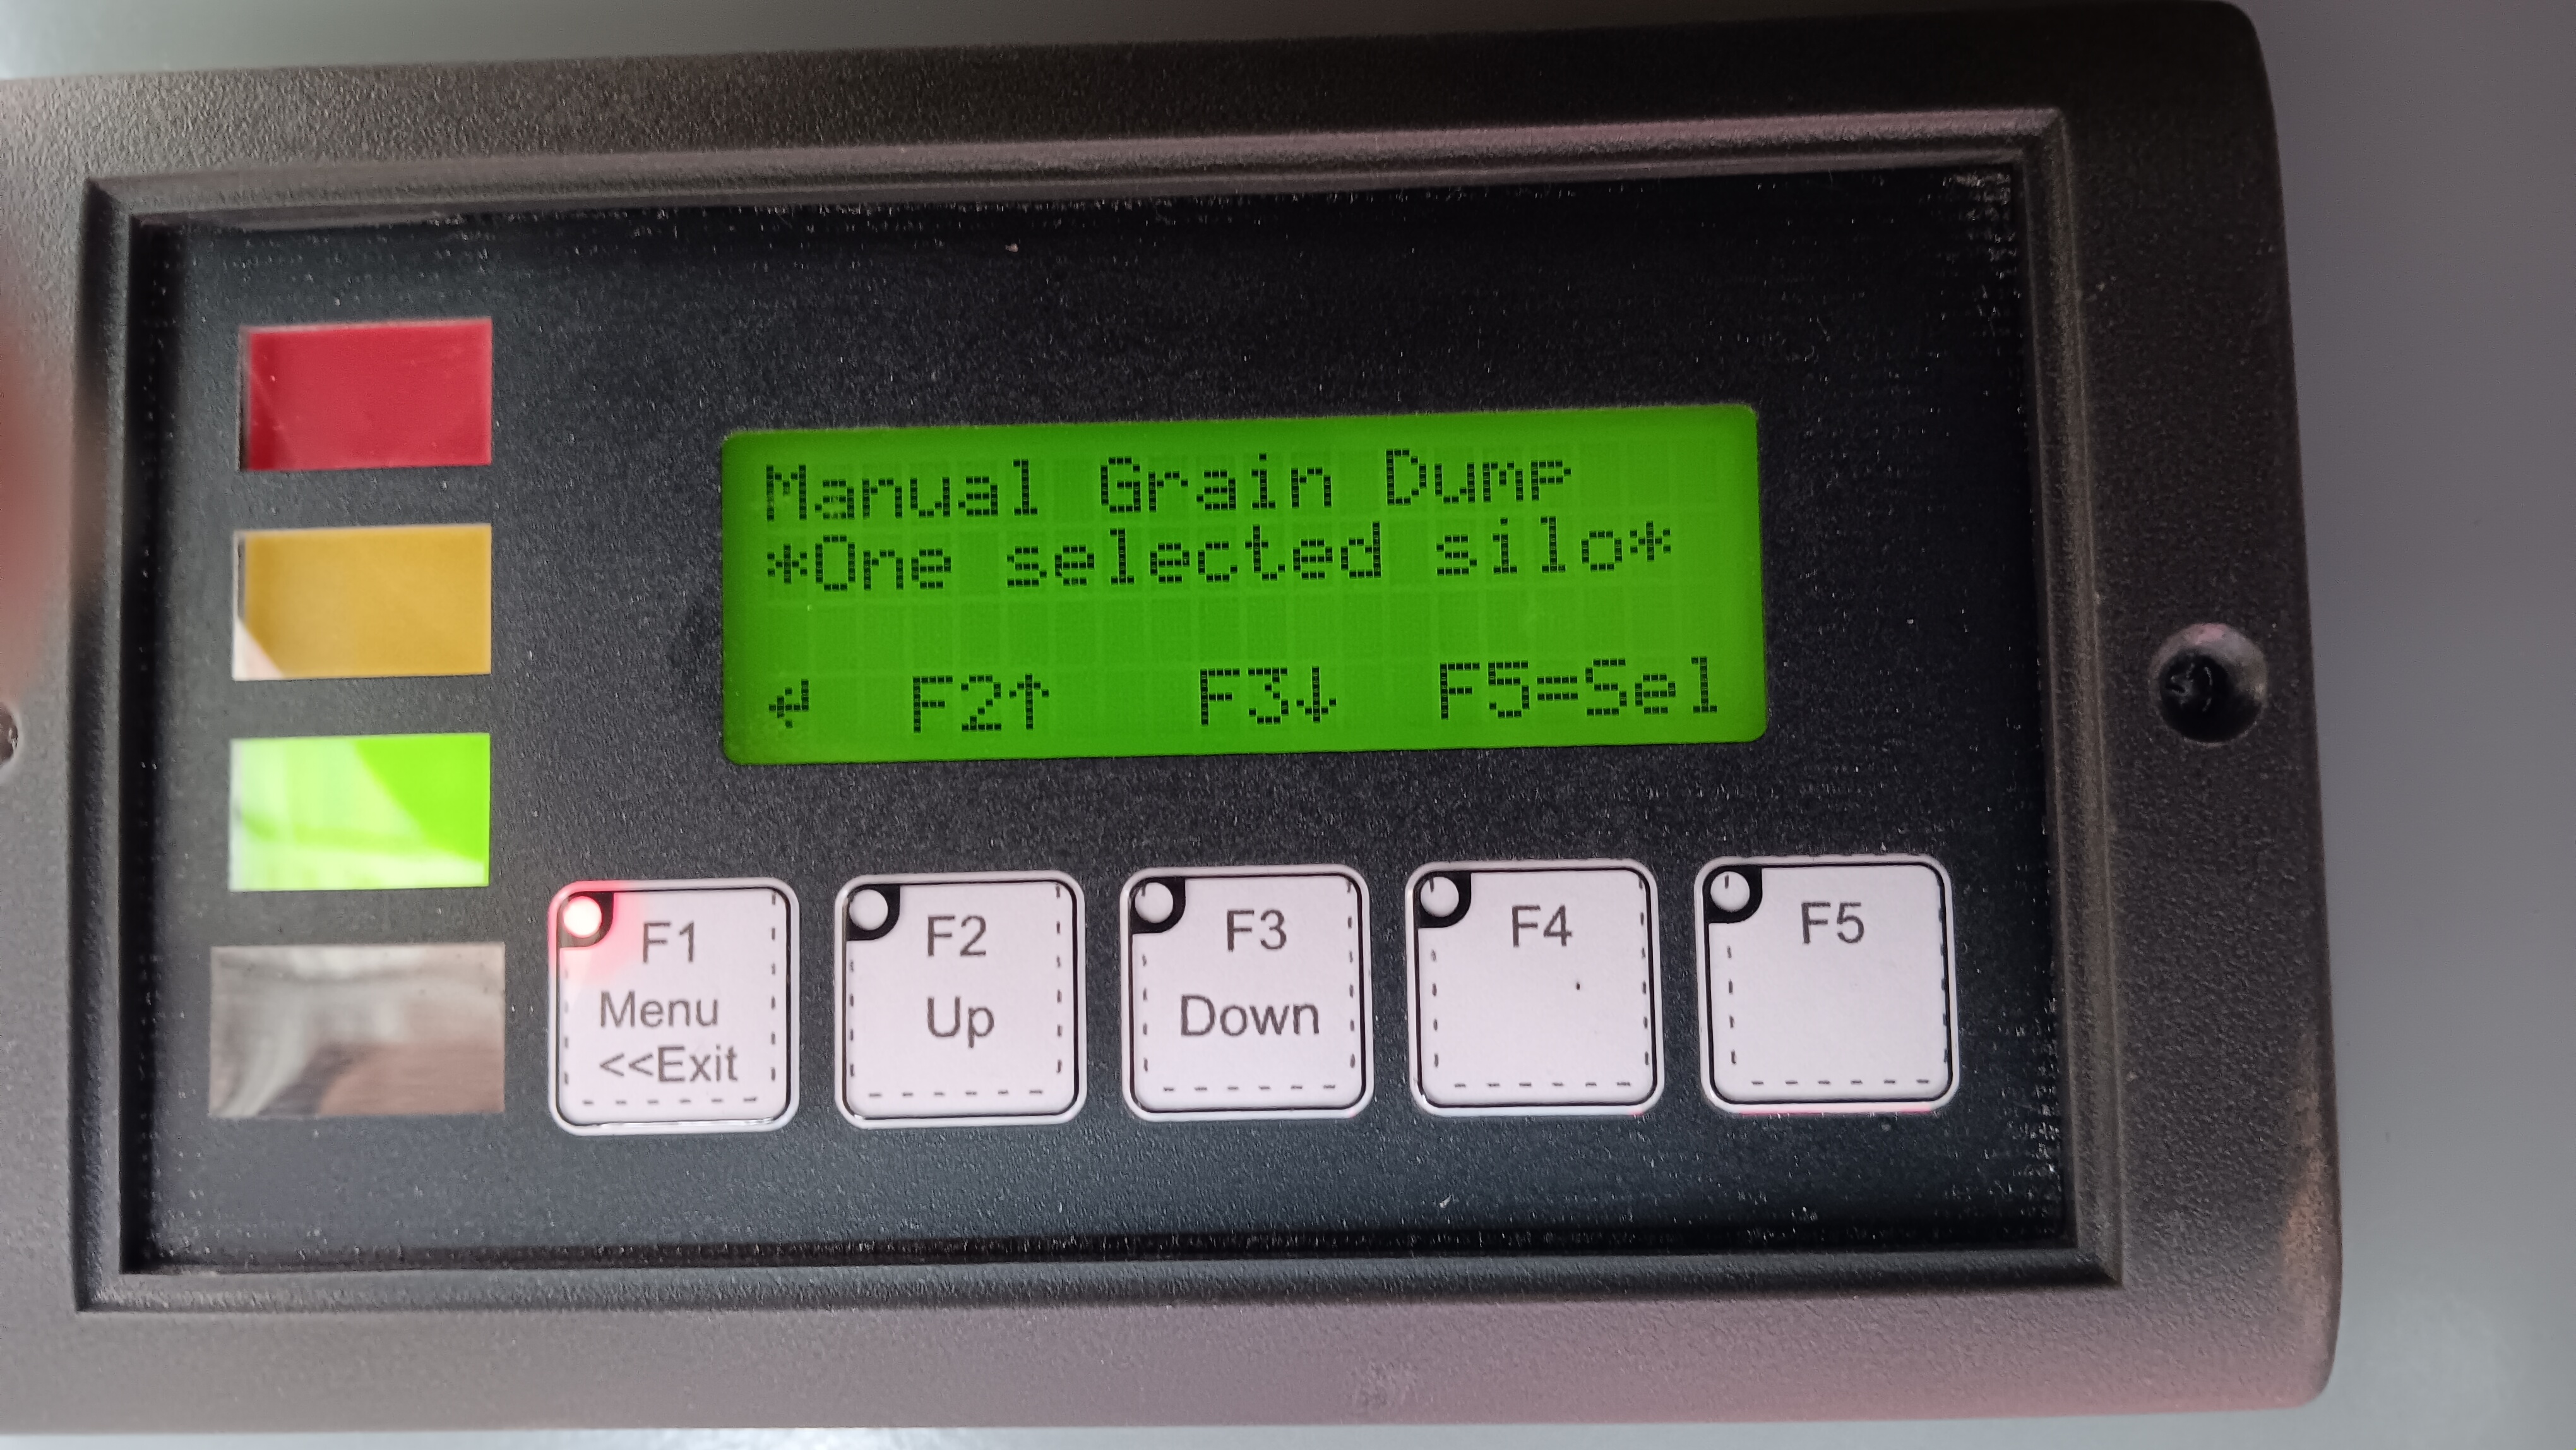 Manual Grain Dump
*One selected silo*
↲ F2↑ F3↓ F5=Sel
F1
Menu
<<Exit
F2
Up
F3
Down
F4
F5